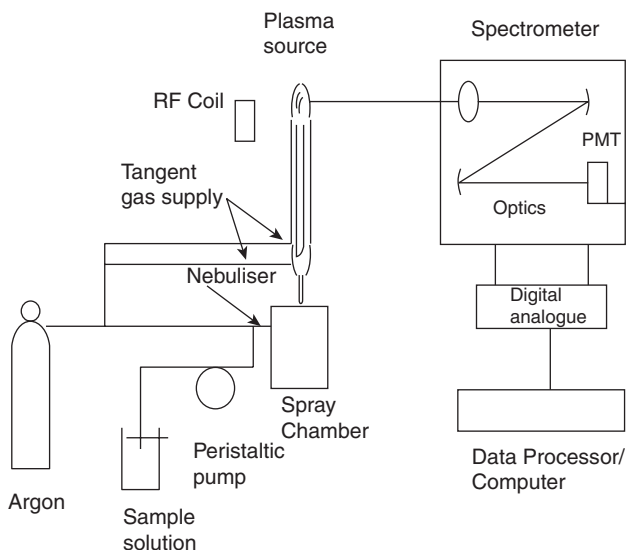 Plasma
source
Spectrometer
RF Coil
PMT
Tangent
gas supply
Optics
Nebuliser
Digital
analogue
Spray
Chamber
Peristaltic
pump
Data Processor/
Computer
Argon
Sample
solution